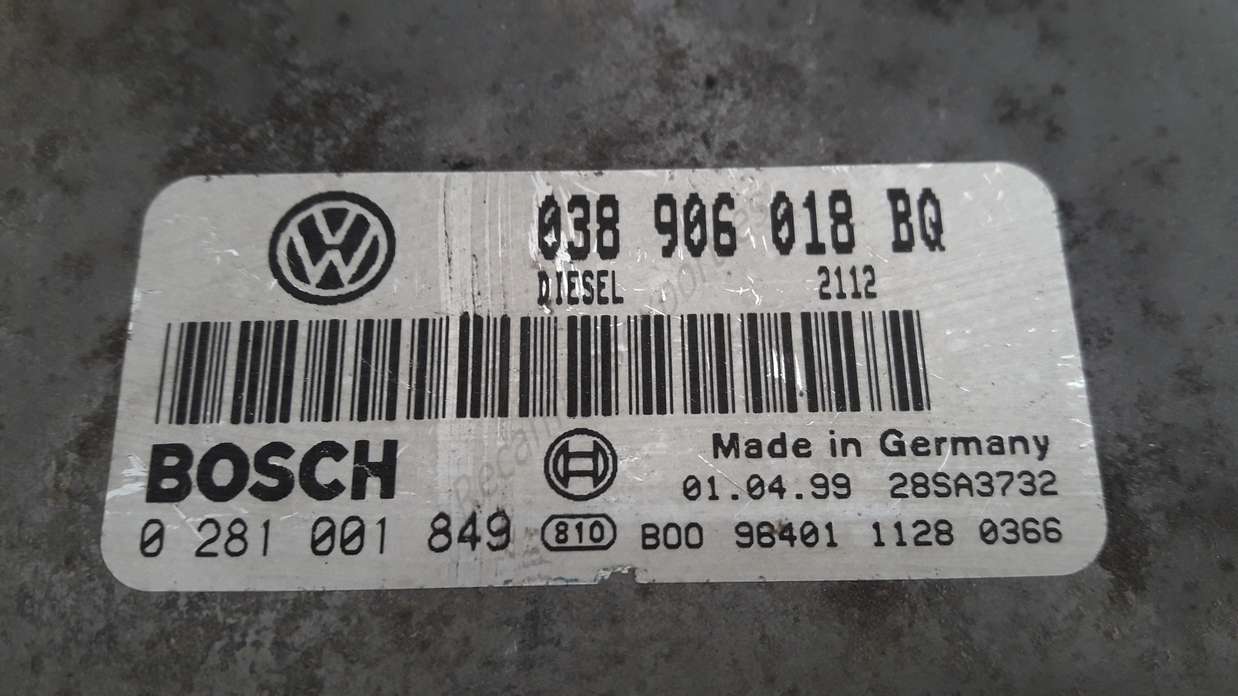 038 906 018 BQ
DIESEL 2112
BOSCH
Made in Germany
01.04.99 28SA3732
0 281 001 849 810 B00 96401 1128 0366